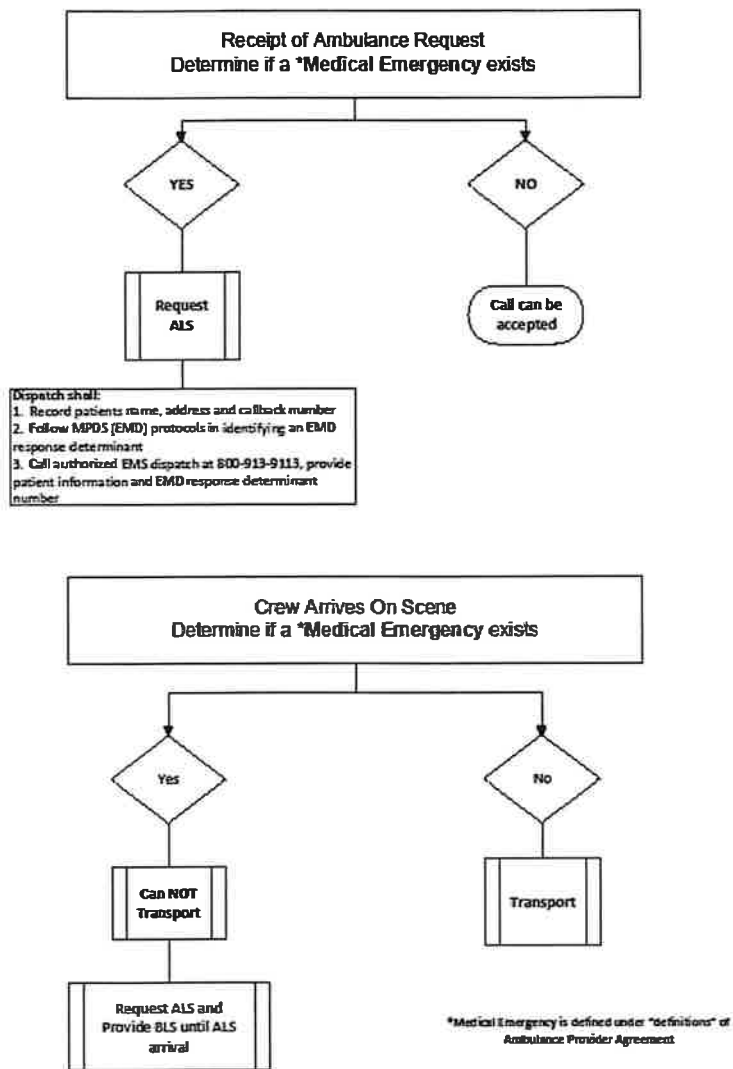 Receipt of Ambulance Request
Determine if a *Medical Emergency exists
YES
NO
Request
ALS
Call can be
accepted
Dispatch shall:
1. Record patients name, address and callback number
2. Follow MPDS (EMD) protocols in identifying an EMD
response determinant
3. Call authorized EMS dispatch at 800-913-9113, provide
patient information and EMD response determinant
number
Crew Arrives On Scene
Determine if a *Medical Emergency exists
Yes
No
Can NOT
Transport
Transport
Request ALS and
Provide BLS until ALS
arrival
*Medical Emergency is defined under "definitions" of
Ambulance Provider Agreement